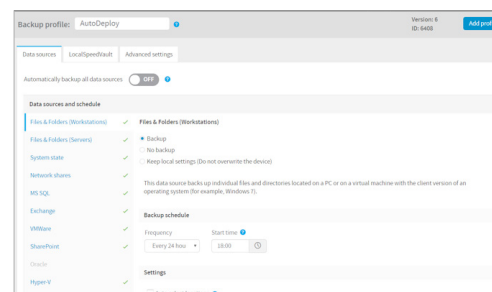 Backup profile: AutoDeploy
Version: 8
ID: 6408
Add prof
Data sources LocalSpeedVault Advanced settings
Automatically backup all data sources OFF
Data sources and schedule
Files & Folders (Workstations)
Files & Folders (Servers)
System state
Network shares
MS SQL
Exchange
VMWare
SharePoint
Oracle
Hyper-V
Files & Folders (Workstations)
Backup
No backup
Keep local settings (Do not overwrite the device)
This data source backs up individual files and directories located on a PC or on a virtual machine with the client version of an
operating system (for example, Windows 7).
Backup schedule
Frequency Start time
Every 24 hou 18:00
Settings